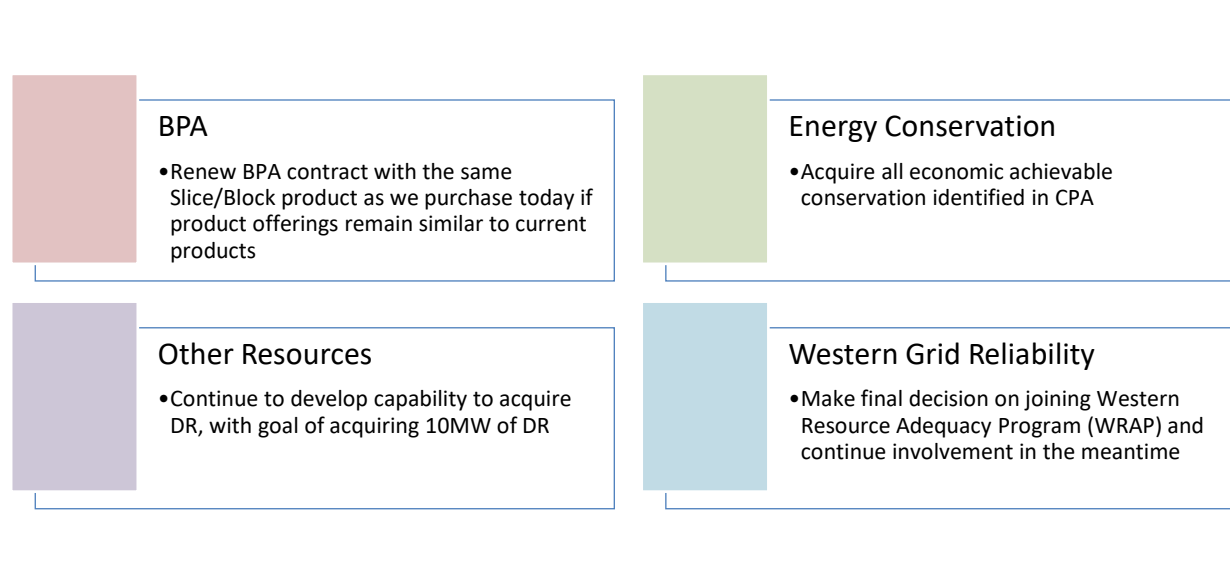 BPA
•Renew BPA contract with the same
Slice/Block product as we purchase today if
product offerings remain similar to current
products
Energy Conservation
•Acquire all economic achievable
conservation identified in CPA
Other Resources
•Continue to develop capability to acquire
DR, with goal of acquiring 10MW of DR
Western Grid Reliability
•Make final decision on joining Western
Resource Adequacy Program (WRAP) and
continue involvement in the meantime